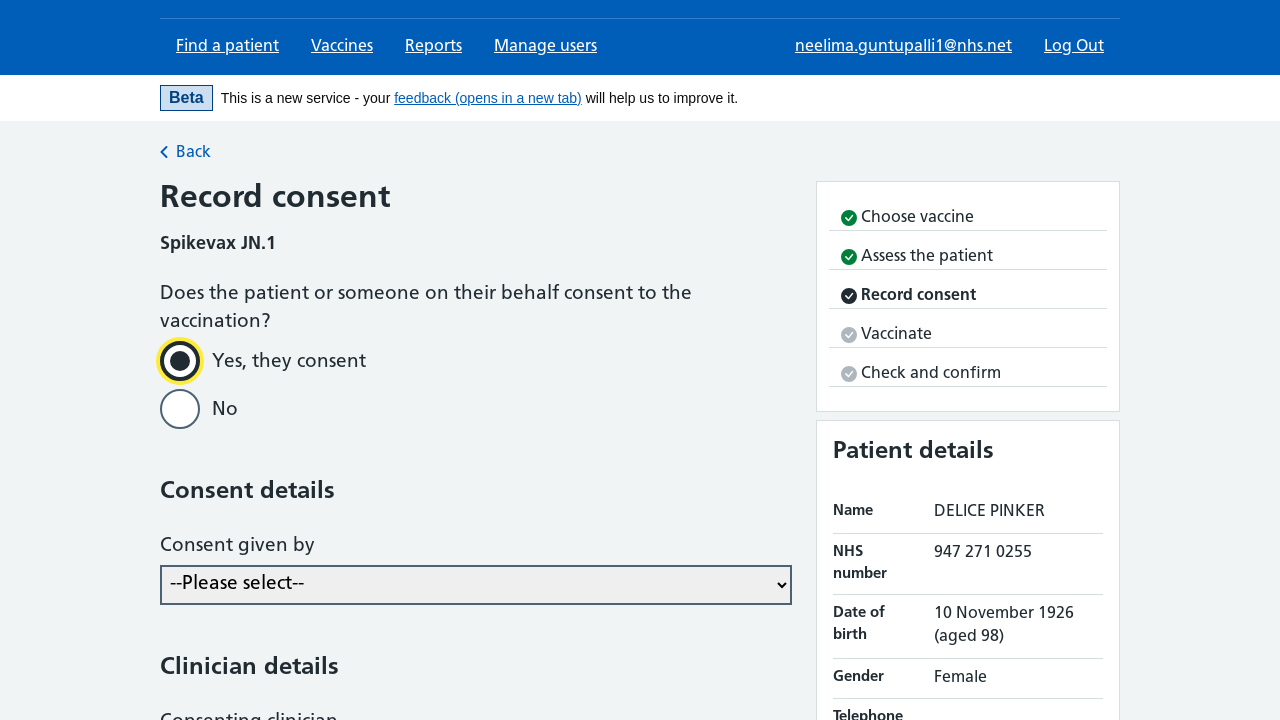 Find a patient
Vaccines
Reports
Manage users
neelima.guntupalli1@nhs.net
Log Out
Beta
This is a new service - your feedback (opens in a new tab) will help us to improve it.
Back
Record consent
Spikevax JN.1
Does the patient or someone on their behalf consent to the
vaccination?
Yes, they consent
No
Consent details
Consent given by
--Please select--
Clinician details
Consenting clinician
Choose vaccine
Assess the patient
Record consent
Vaccinate
Check and confirm
Patient details
Name
DELICE PINKER
NHS
number
947 271 0255
Date of
birth
10 November 1926
(aged 98)
Gender
Female
Telephone